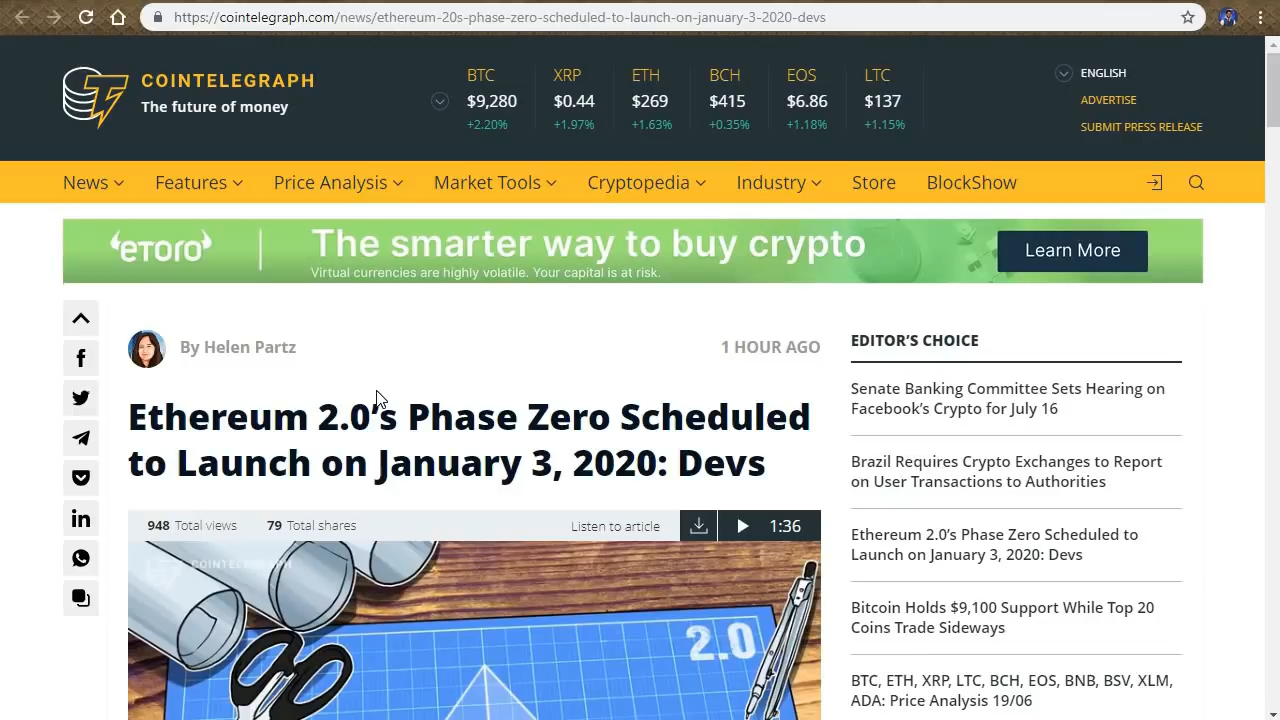 https://cointelegraph.com/news/ethereum-20s-phase-zero-scheduled-to-launch-on-january-3-2020-devs
COINTELEGRAPH
The future of money
BTC XRP ETH BCH EOS LTC
$9,280 $0.44 $269 $415 $6.86 $137
+2.20% +1.97% +1.63% +0.35% +1.18% +1.15%
ENGLISH
ADVERTISE
SUBMIT PRESS RELEASE
News Features Price Analysis Market Tools Cryptopedia Industry Store BlockShow
eToro
The smarter way to buy crypto
Virtual currencies are highly volatile. Your capital is at risk.
Learn More
By Helen Partz
1 HOUR AGO
Ethereum 2.0's Phase Zero Scheduled
to Launch on January 3, 2020: Devs
948 Total views 79 Total shares
Listen to article
1:36
COINTELEGRAPH
2.0
EDITOR'S CHOICE
Senate Banking Committee Sets Hearing on
Facebook's Crypto for July 16
Brazil Requires Crypto Exchanges to Report
on User Transactions to Authorities
Ethereum 2.0's Phase Zero Scheduled to
Launch on January 3, 2020: Devs
Bitcoin Holds $9,100 Support While Top 20
Coins Trade Sideways
BTC, ETH, XRP, LTC, BCH, EOS, BNB, BSV, XLM,
ADA: Price Analysis 19/06